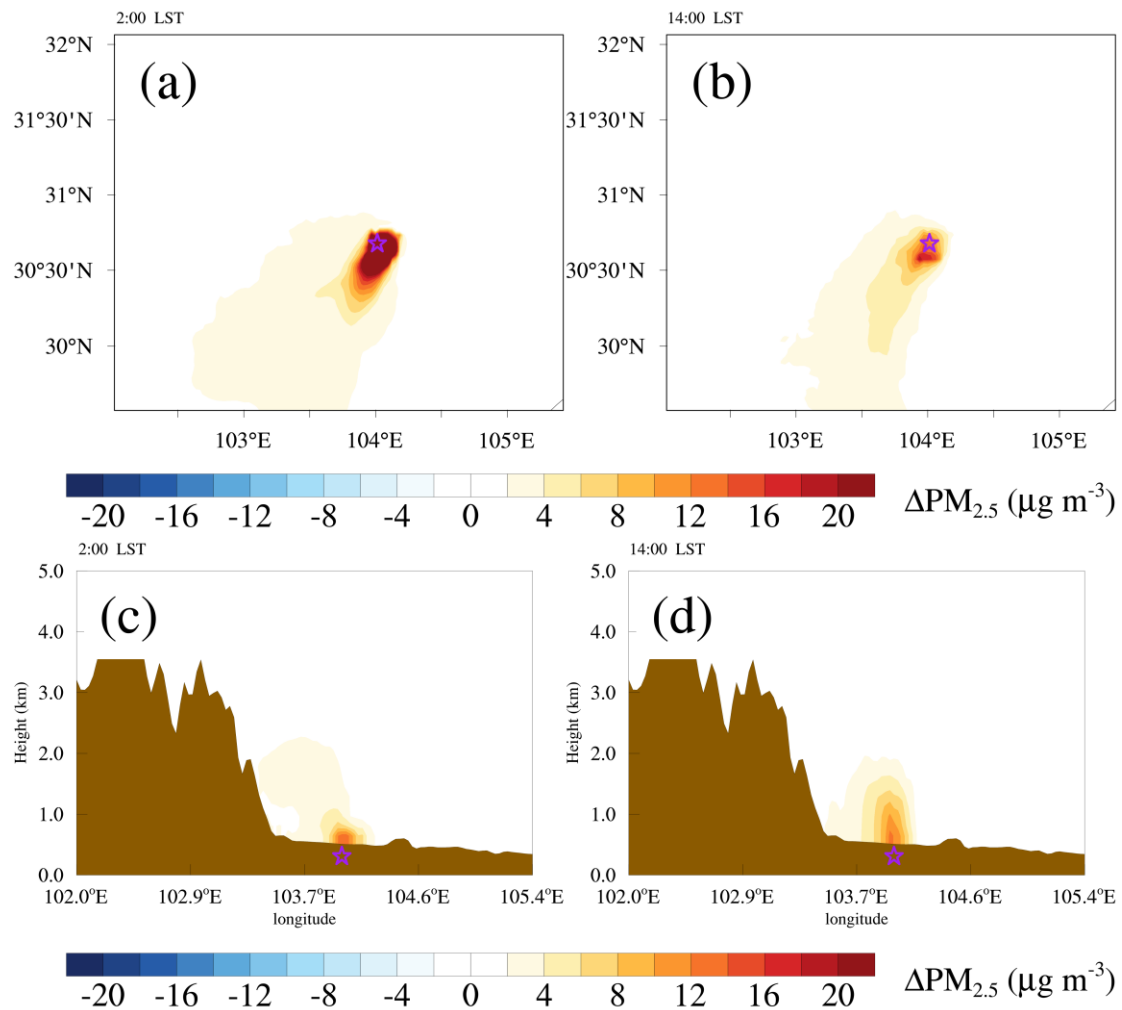 2:00 LST 14:00 LST
32°N 32°N
(a) (b)
31°30'N 31°30'N
31°N 31°N
30°30'N 30°30'N
30°N 30°N
103°E 104°E 105°E 103°E 104°E 105°E
-20 -16 -12 -8 -4 0 4 8 12 16 20 ΔPM2.5 (μg m-3)
2:00 LST 14:00 LST
5.0 5.0
(c) (d)
4.0 4.0
3.0 3.0
Height (km) Height (km)
2.0 2.0
1.0 1.0
0.0 0.0
102.0°E 102.9°E 103.7°E 104.6°E 105.4°E 102.0°E 102.9°E 103.7°E 104.6°E 105.4°E
longitude longitude
-20 -16 -12 -8 -4 0 4 8 12 16 20 ΔPM2.5 (μg m-3)